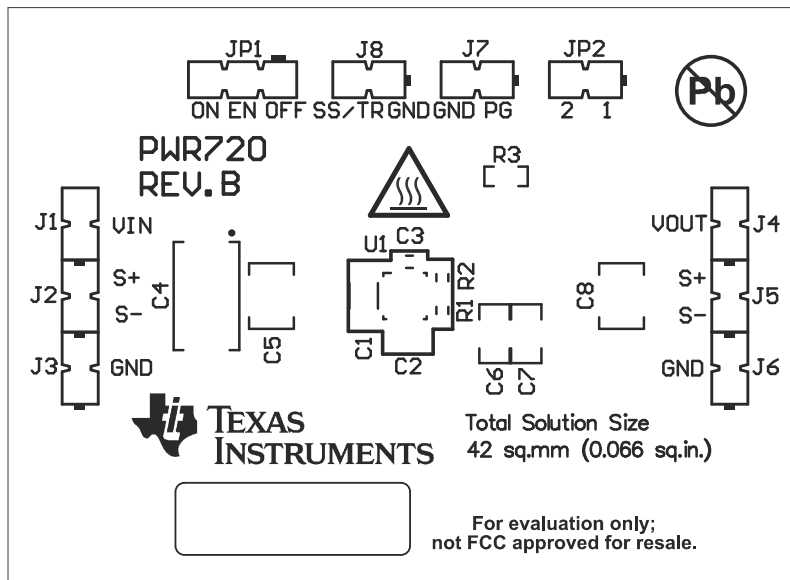 JP1 J8 J7 JP2
ON EN OFF SS/TR GND GND PG 2 1
Pb
PWR720
REV.B
R3
J1 VIN
VOUT J4
U1 C3
J2 S+
S-
C4
C5
R2
R1
C8
S+
S- J5
C1
C2
C6
C7
J3 GND
GND J6
TEXAS
INSTRUMENTS
Total Solution Size
42 sq.mm (0.066 sq.in.)
For evaluation only;
not FCC approved for resale.